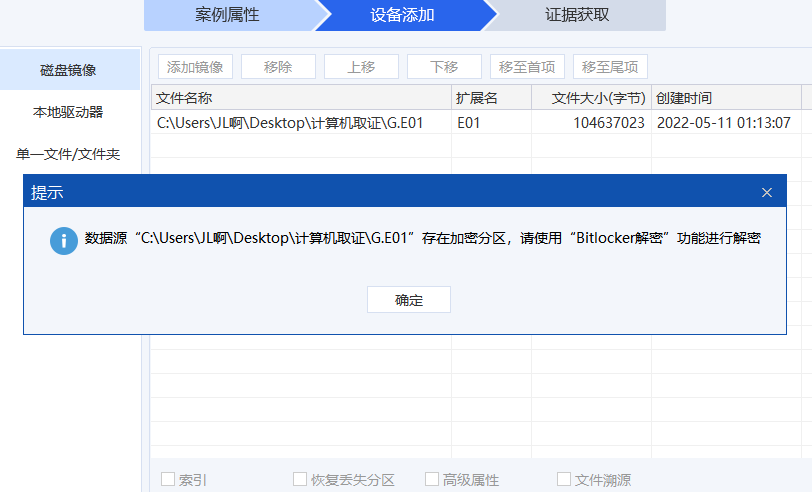 案例属性 设备添加 证据获取
磁盘镜像
本地驱动器
单一文件/文件夹
添加镜像 移除 上移 下移 移至首项 移至尾项
文件名称 扩展名 文件大小(字节) 创建时间
C:\Users\JL啊\Desktop\计算机取证\G.E01 E01 104637023 2022-05-11 01:13:07
提示
数据源“C:\Users\JL啊\Desktop\计算机取证\G.E01”存在加密分区，请使用“Bitlocker解密”功能进行解密
确定
索引 恢复丢失分区 高级属性 文件溯源